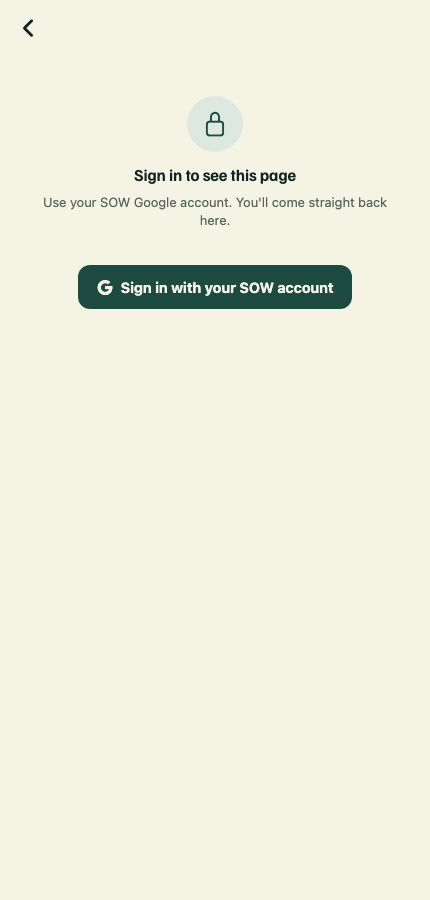 Sign in to see this page
Use your SOW Google account. You'll come straight back
here.
Sign in with your SOW account